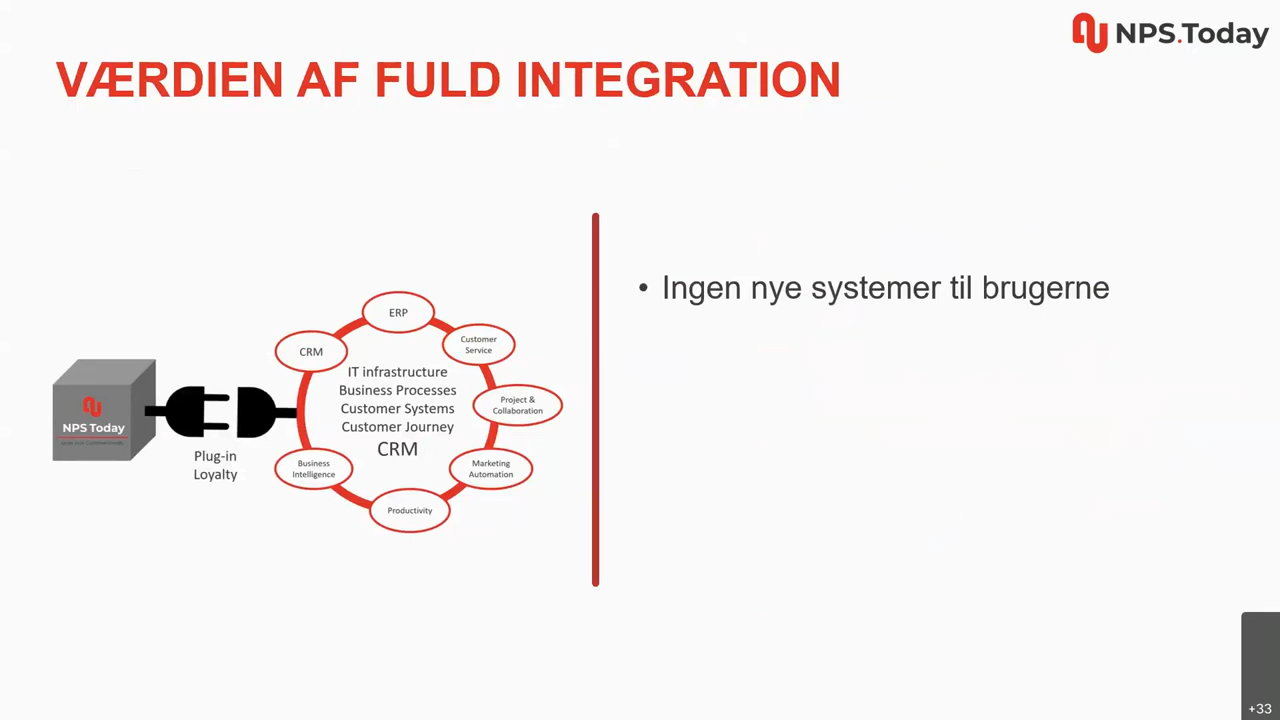 NPS.Today
VÆRDIEN AF FULD INTEGRATION
• Ingen nye systemer til brugerne
ERP
CRM
Customer
Service
IT infrastructure
Business Processes
Customer Systems
Customer Journey
CRM
Project &
Collaboration
NPS Today
Plug-in
Loyalty
Business
Intelligence
Marketing
Automation
Productivity
+33